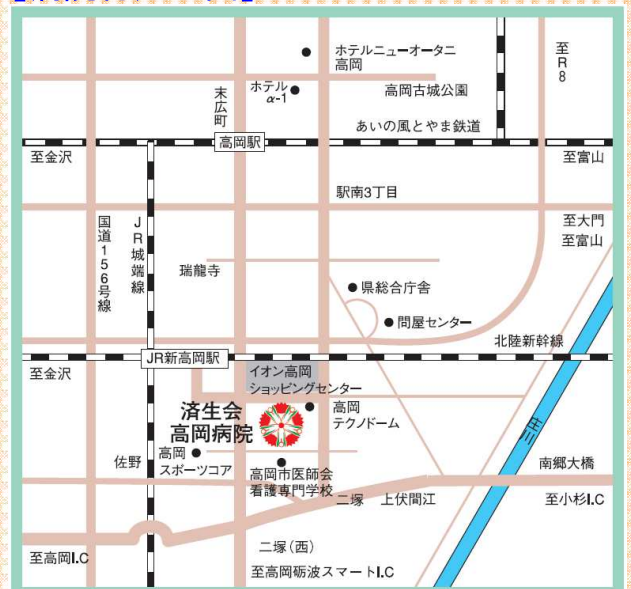 ホテルニューオータニ
高岡
至R8
ホテル
α-1
高岡古城公園
末広町
あいの風とやま鉄道
高岡駅
至金沢
至富山
駅南3丁目
国道156号線
JR城端線
至大門
至富山
瑞龍寺
県総合庁舎
問屋センター
北陸新幹線
JR新高岡駅
至金沢
イオン高岡
ショッピングセンター
済生会
高岡病院
高岡
テクノドーム
庄川
佐野
高岡
スポーツコア
高岡市医師会
看護専門学校
南郷大橋
二塚
上伏間江
至小杉I.C
至高岡I.C
二塚(西)
至高岡砺波スマートI.C